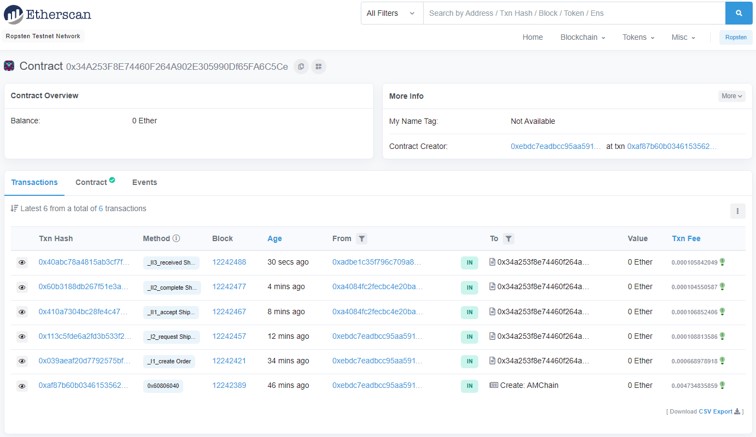 Etherscan
All Filters
Search by Address / Txn Hash / Block / Token / Ens
Ropsten Testnet Network
Home Blockchain Tokens Misc Ropsten
Contract 0x34A253F8E74460F264A902E305990Df65FA6C5Ce
Contract Overview
Balance: 0 Ether
More Info
More
My Name Tag: Not Available
Contract Creator: 0xebdc7eadbcc95aa591... at txn 0xaf87b60b0346153562...
Transactions Contract Events
Latest 6 from a total of 6 transactions
Txn Hash Method Block Age From To Value Txn Fee
0x40abc78a4815ab3cf7f... _II3_received Sh... 12242488 30 secs ago 0xadbe1c35f796c709a8... IN 0x34a253f8e74460f264a... 0 Ether 0.000105842049
0x60b3188db267f51e3a... _II2_complete Sh... 12242477 4 mins ago 0xa4084fc2fecbc4e20ba... IN 0x34a253f8e74460f264a... 0 Ether 0.000104550587
0x410a7304bc28fe4c47... _II1_accept Ship... 12242467 8 mins ago 0xa4084fc2fecbc4e20ba... IN 0x34a253f8e74460f264a... 0 Ether 0.000106852406
0x113c5fde6a2fd3b533f2... _I2_request Ship... 12242457 12 mins ago 0xebdc7eadbcc95aa591... IN 0x34a253f8e74460f264a... 0 Ether 0.000108813586
0x039aeaf20d7792575bf... _I1_create Order 12242421 34 mins ago 0xebdc7eadbcc95aa591... IN 0x34a253f8e74460f264a... 0 Ether 0.000668978918
0xaf87b60b0346153562... 0x60806040 12242389 46 mins ago 0xebdc7eadbcc95aa591... IN Create: AMChain 0 Ether 0.004734835859
[ Download CSV Export ]